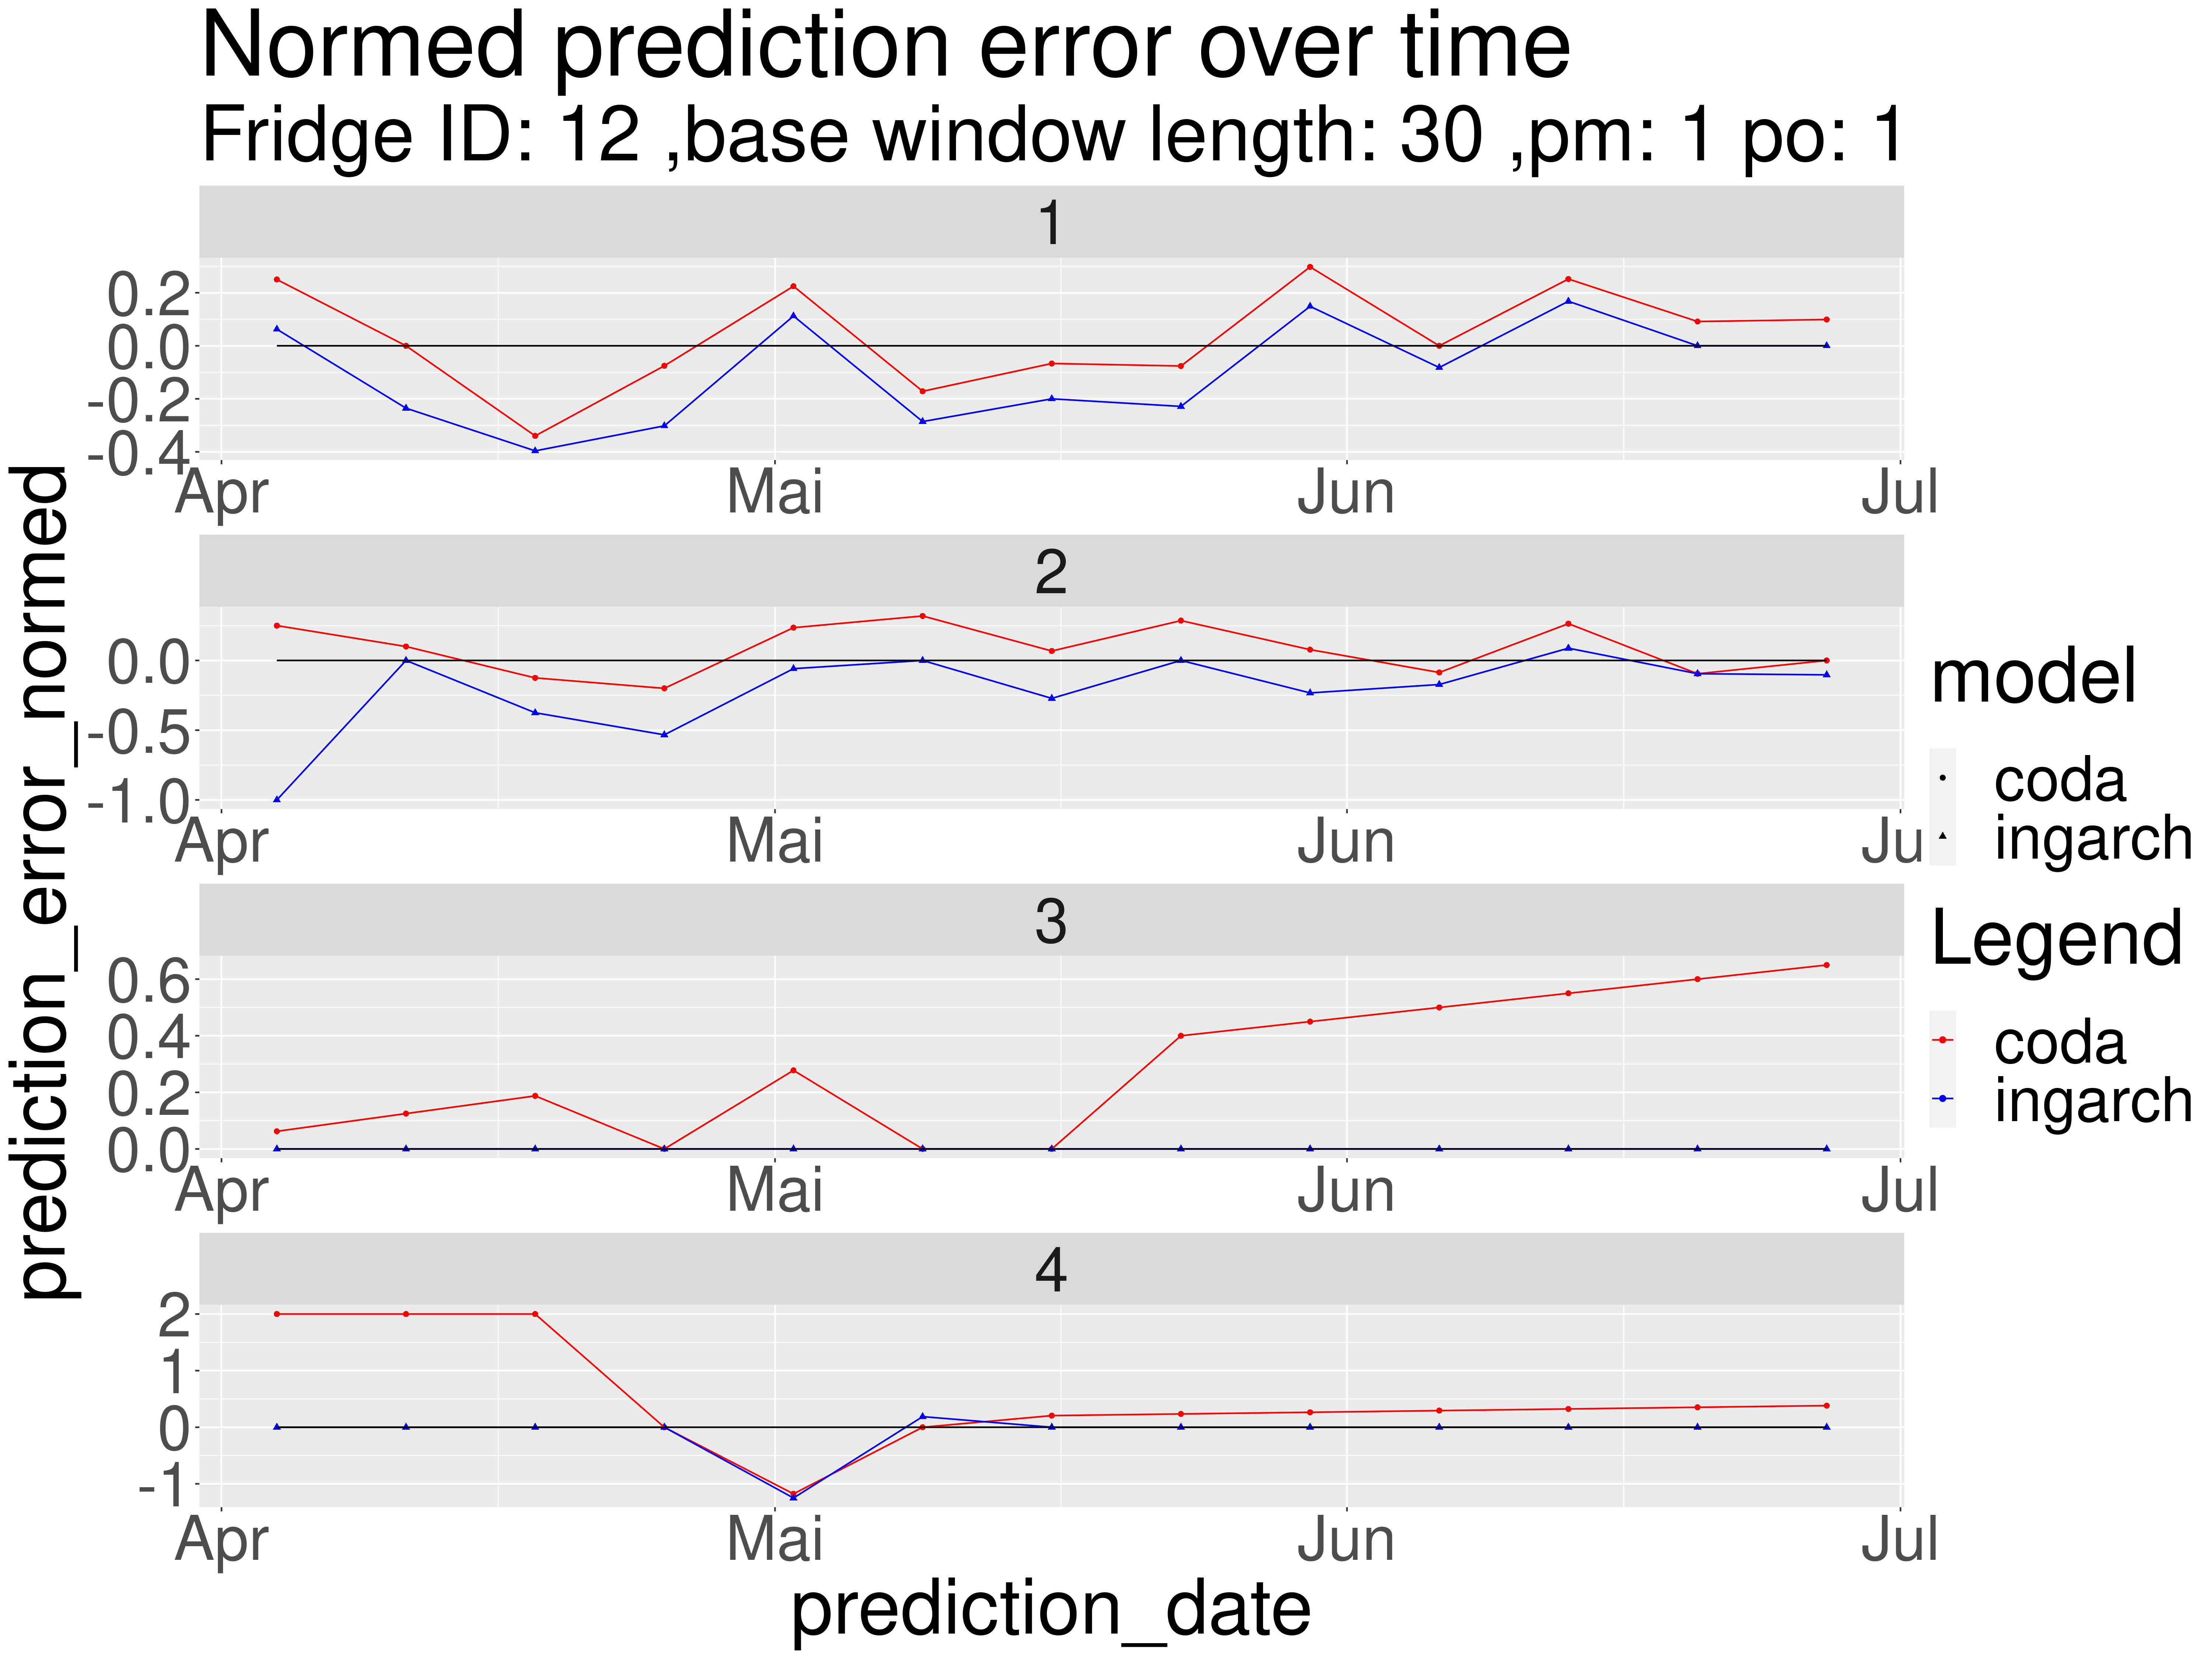 Normed prediction error over time
Fridge ID: 12 ,base window length: 30 ,pm: 1 po: 1
prediction_error_normed
1
0.2
0.0
-0.2
-0.4
Apr Mai Jun Jul
2
0.0
-0.5
-1.0
Apr Mai Jun Ju
3
0.6
0.4
0.2
0.0
Apr Mai Jun Jul
4
2
1
0
-1
Apr Mai Jun Jul
prediction_date
model
coda
ingarch
Legend
coda
ingarch